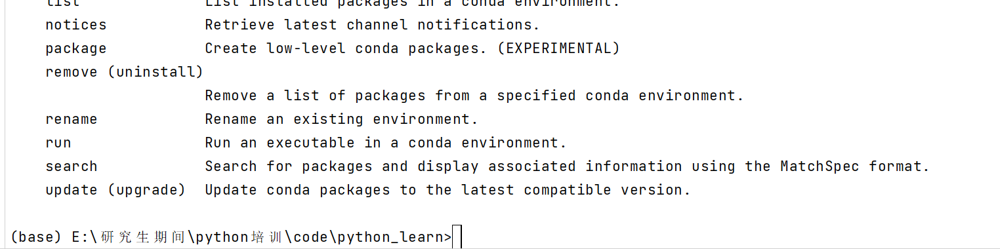 list                List installed packages in a conda environment.
notices             Retrieve latest channel notifications.
package             Create low-level conda packages. (EXPERIMENTAL)
remove (uninstall)
                    Remove a list of packages from a specified conda environment.
rename              Rename an existing environment.
run                 Run an executable in a conda environment.
search              Search for packages and display associated information using the MatchSpec format.
update (upgrade)    Update conda packages to the latest compatible version.
(base) E:\研究生期间\python培训\code\python_learn>